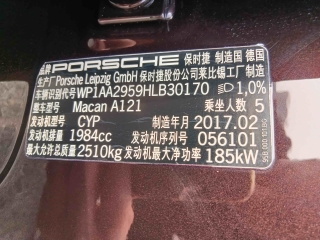 品牌 PORSCHE 保时捷 制造国 德国
生产厂 Porsche Leipzig GmbH 保时捷股份公司莱比锡工厂制造
车辆识别代号 WP1AA2959HLB30170 1,0%
整车型号 Macan A121 乘坐人数 5
发动机型号 CYP 制造年月 2017.02
发动机排量 1984cc 发动机序列号 056101
最大允许总质量 2510kg 发动机最大净功率 185kW